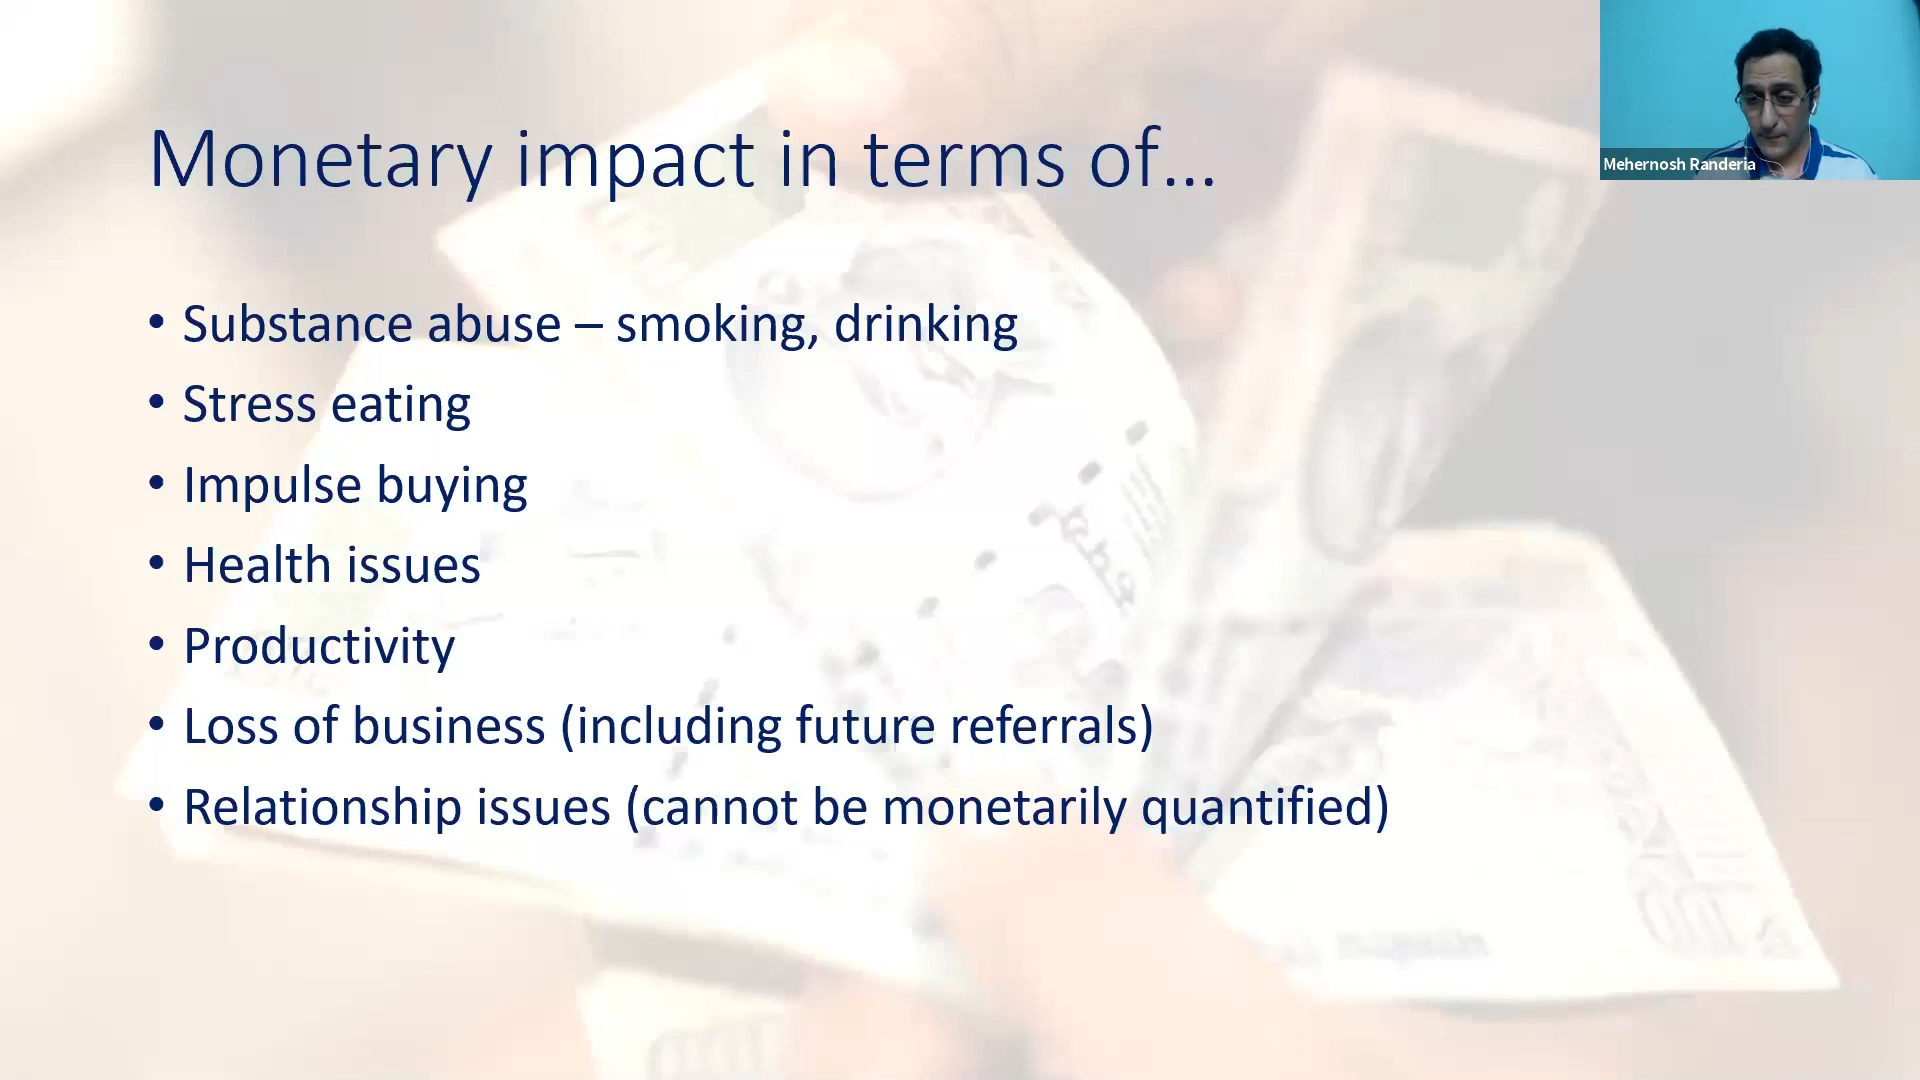 Monetary impact in terms of...
Mehernosh Randeria
• Substance abuse – smoking, drinking
• Stress eating
• Impulse buying
• Health issues
• Productivity
• Loss of business (including future referrals)
• Relationship issues (cannot be monetarily quantified)